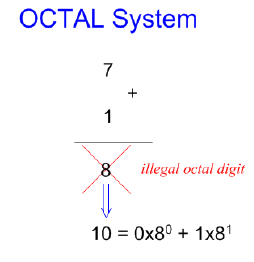 OCTAL System
7
+
1
8 illegal octal digit
10 = 0x8⁰ + 1x8¹